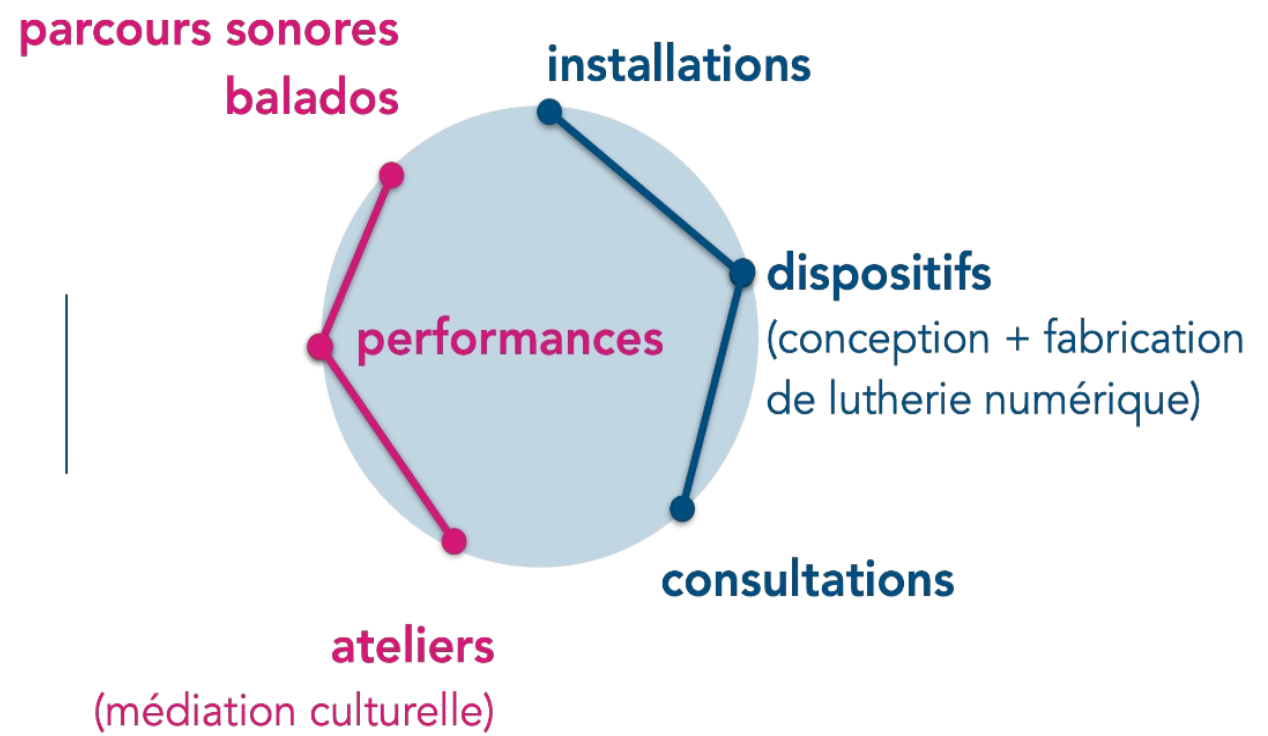 parcours sonores
balados
installations
dispositifs
(conception + fabrication
de lutherie numérique)
performances
consultations
ateliers
(médiation culturelle)